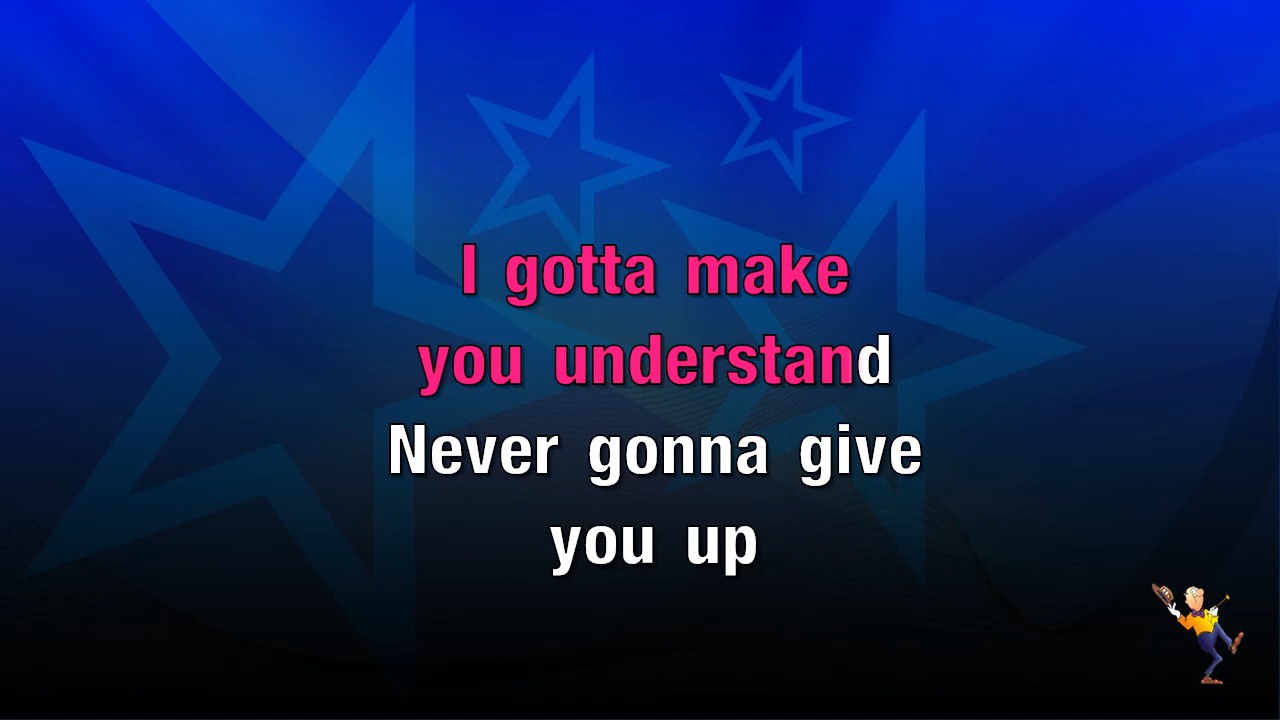 I gotta make
you understand
Never gonna give
you up